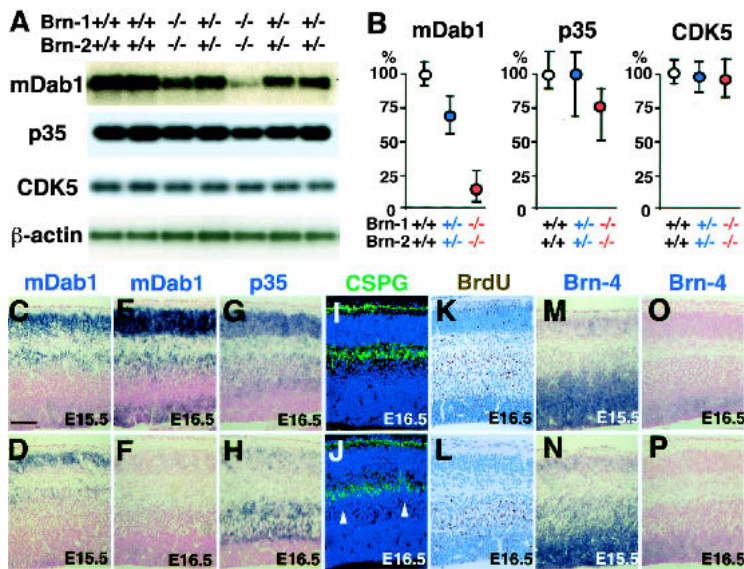 A
Brn-1 +/+ +/+ -/- +/- -/- +/- +/-
Brn-2 +/+ +/+ -/- +/- -/- +/- +/-
mDab1
p35
CDK5
β-actin
B
mDab1 p35 CDK5
% % %
100 100 100
75 75 75
50 50 50
25 25 25
0 0 0
Brn-1 +/+ +/- -/- +/+ +/- -/- +/+ +/- -/-
Brn-2 +/+ +/- -/- +/+ +/- -/- +/+ +/- -/-
mDab1 mDab1 p35 CSPG BrdU Brn-4 Brn-4
C E G I K M O
E15.5 E16.5 E16.5 E16.5 E16.5 E15.5 E16.5
D F H J L N P
E15.5 E16.5 E16.5 E16.5 E16.5 E15.5 E16.5